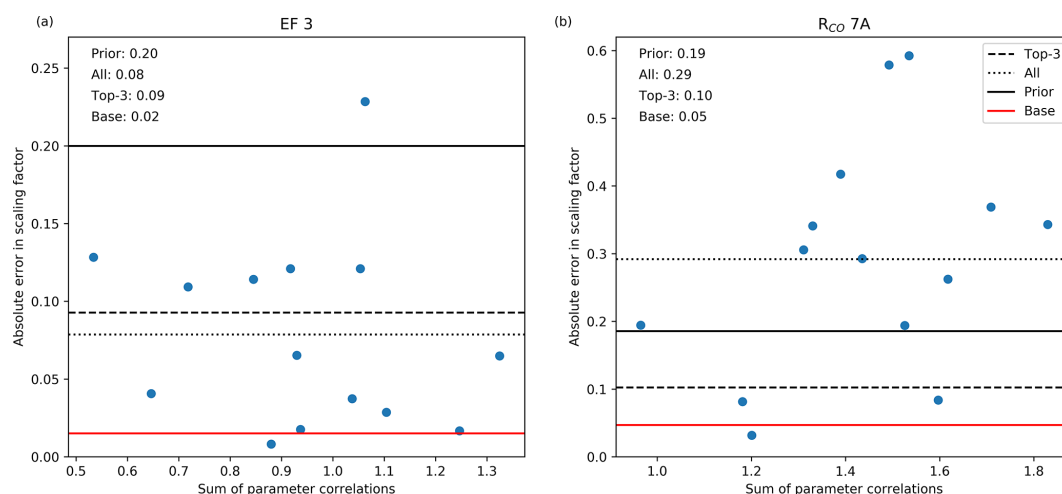 (a)
EF 3
Prior: 0.20
All: 0.08
Top-3: 0.09
Base: 0.02
0.25
0.20
0.15
0.10
0.05
0.00
Absolute error in scaling factor
0.5 0.6 0.7 0.8 0.9 1.0 1.1 1.2 1.3
Sum of parameter correlations
(b)
R_CO 7A
Prior: 0.19
All: 0.29
Top-3: 0.10
Base: 0.05
Top-3
All
Prior
Base
0.6
0.5
0.4
0.3
0.2
0.1
0.0
Absolute error in scaling factor
1.0 1.2 1.4 1.6 1.8
Sum of parameter correlations